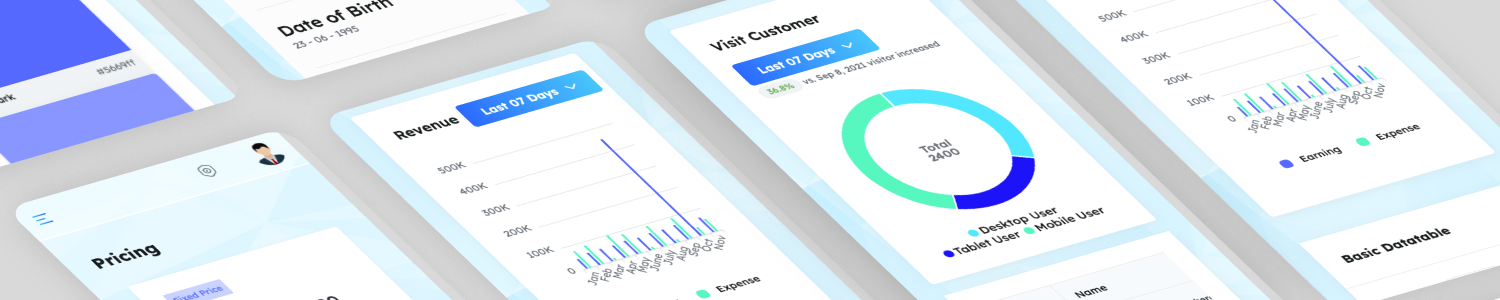 #5669ff
Date of Birth
23 - 06 - 1995
Pricing
Fixed Price
Revenue
Last 07 Days
500K
400K
300K
200K
100K
0
Jan
Feb
Mar
Apr
May
June
July
Aug
Sep
Oct
Nov
Expense
Visit Customer
Last 07 Days
36.8% vs. Sep 8, 2021 visitor increased
Total
2400
Desktop User
Tablet User
Mobile User
Name
500K
400K
300K
200K
100K
0
Jan
Feb
Mar
Apr
May
June
July
Aug
Sep
Oct
Nov
Earning
Expense
Basic Datatable